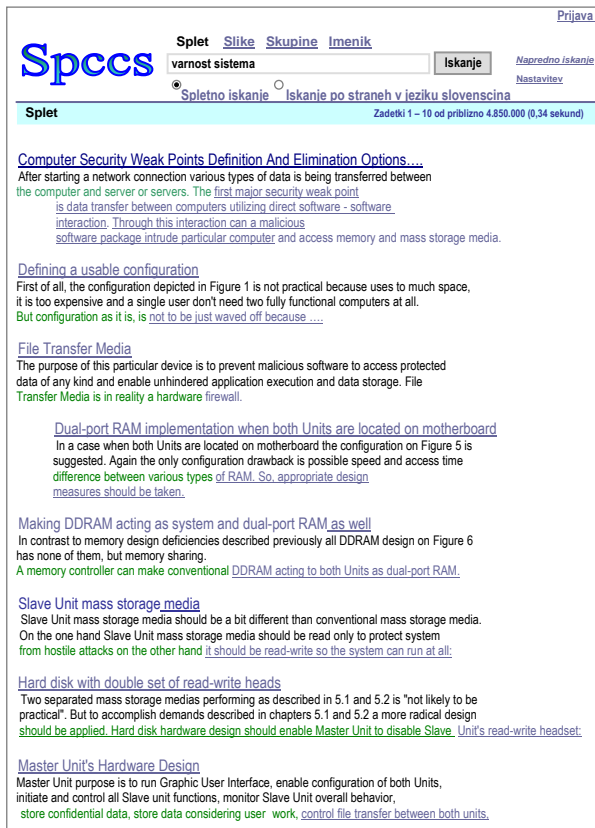 Prijava
Splet Slike Skupine Imenik
Spccs
varnost sistema Iskanje Napredno iskanje
Nastavitev
Spletno iskanje Iskanje po straneh v jeziku slovenscina
Splet Zadetki 1 – 10 od priblizno 4.850.000 (0,34 sekund)
Computer Security Weak Points Definition And Elimination Options….
After starting a network connection various types of data is being transferred between
the computer and server or servers. The first major security weak point
is data transfer between computers utilizing direct software - software
interaction. Through this interaction can a malicious
software package intrude particular computer and access memory and mass storage media.
Defining a usable configuration
First of all, the configuration depicted in Figure 1 is not practical because uses to much space,
it is too expensive and a single user don't need two fully functional computers at all.
But configuration as it is, is not to be just waved off because ….
File Transfer Media
The purpose of this particular device is to prevent malicious software to access protected
data of any kind and enable unhindered application execution and data storage. File
Transfer Media is in reality a hardware firewall.
Dual-port RAM implementation when both Units are located on motherboard
In a case when both Units are located on motherboard the configuration on Figure 5 is
suggested. Again the only configuration drawback is possible speed and access time
difference between various types of RAM. So, appropriate design
measures should be taken.
Making DDRAM acting as system and dual-port RAM as well
In contrast to memory design deficiencies described previously all DDRAM design on Figure 6
has none of them, but memory sharing.
A memory controller can make conventional DDRAM acting to both Units as dual-port RAM.
Slave Unit mass storage media
Slave Unit mass storage media should be a bit different than conventional mass storage media.
On the one hand Slave Unit mass storage media should be read only to protect system
from hostile attacks on the other hand it should be read-write so the system can run at all:
Hard disk with double set of read-write heads
Two separated mass storage medias performing as described in 5.1 and 5.2 is "not likely to be
practical". But to accomplish demands described in chapters 5.1 and 5.2 a more radical design
should be applied. Hard disk hardware design should enable Master Unit to disable Slave Unit's read-write headset:
Master Unit's Hardware Design
Master Unit purpose is to run Graphic User Interface, enable configuration of both Units,
initiate and control all Slave unit functions, monitor Slave Unit overall behavior,
store confidential data, store data considering user work, control file transfer between both units,